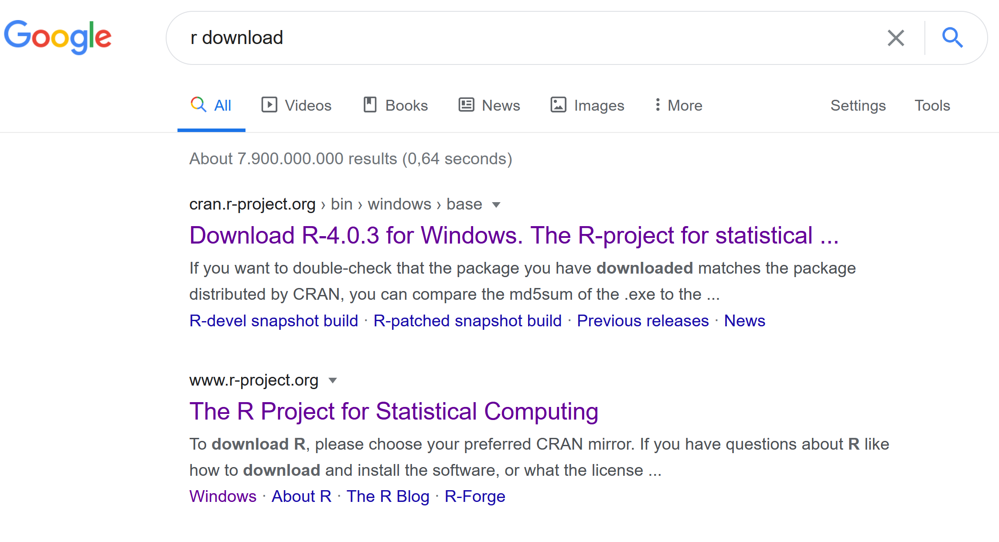 Google
r download
All Videos Books News Images More Settings Tools
About 7.900.000.000 results (0,64 seconds)
cran.r-project.org › bin › windows › base
Download R-4.0.3 for Windows. The R-project for statistical ...
If you want to double-check that the package you have downloaded matches the package
distributed by CRAN, you can compare the md5sum of the .exe to the ...
R-devel snapshot build · R-patched snapshot build · Previous releases · News
www.r-project.org
The R Project for Statistical Computing
To download R, please choose your preferred CRAN mirror. If you have questions about R like
how to download and install the software, or what the license ...
Windows · About R · The R Blog · R-Forge